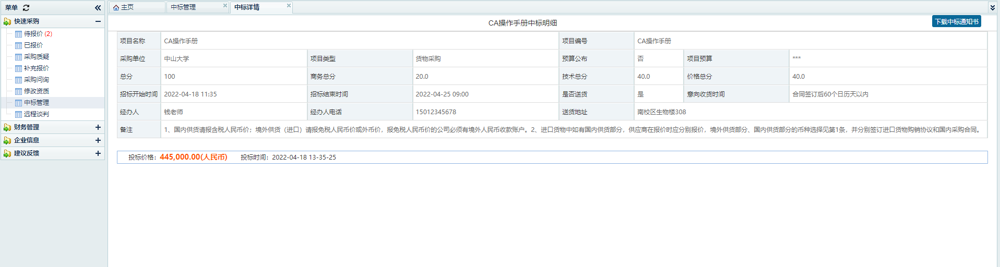 菜单
快速采购
待报价 (2)
已报价
采购质疑
补充报价
采购问询
修改资质
中标管理
远程谈判
财务管理
企业信息
建议反馈
主页 中标管理 中标详情
CA操作手册中标明细
下载中标通知书
项目名称 CA操作手册 项目编号 CA操作手册
采购单位 中山大学 项目类型 货物采购 预算公布 否 项目预算 ***
总分 100 商务总分 20.0 技术总分 40.0 价格总分 40.0
招标开始时间 2022-04-18 11:35 招标结束时间 2022-04-25 09:00 是否送货 是 意向收货时间 合同签订后60个日历天以内
经办人 钱老师 经办人电话 15012345678 送货地址 南校区生物楼308
备注 1、国内供货请报含税人民币价；境外供货（进口）请报免税人民币价或外币价，报免税人民币价的公司必须有境外人民币收款账户。2、进口货物中如有国内供货部分，供应商在报价时应分别报价，境外供货部分、国内供货部分的币种选择见第1条，并分别签订进口货物购销协议和国内采购合同。
投标价格：445,000.00(人民币) 投标时间：2022-04-18 13-35-25